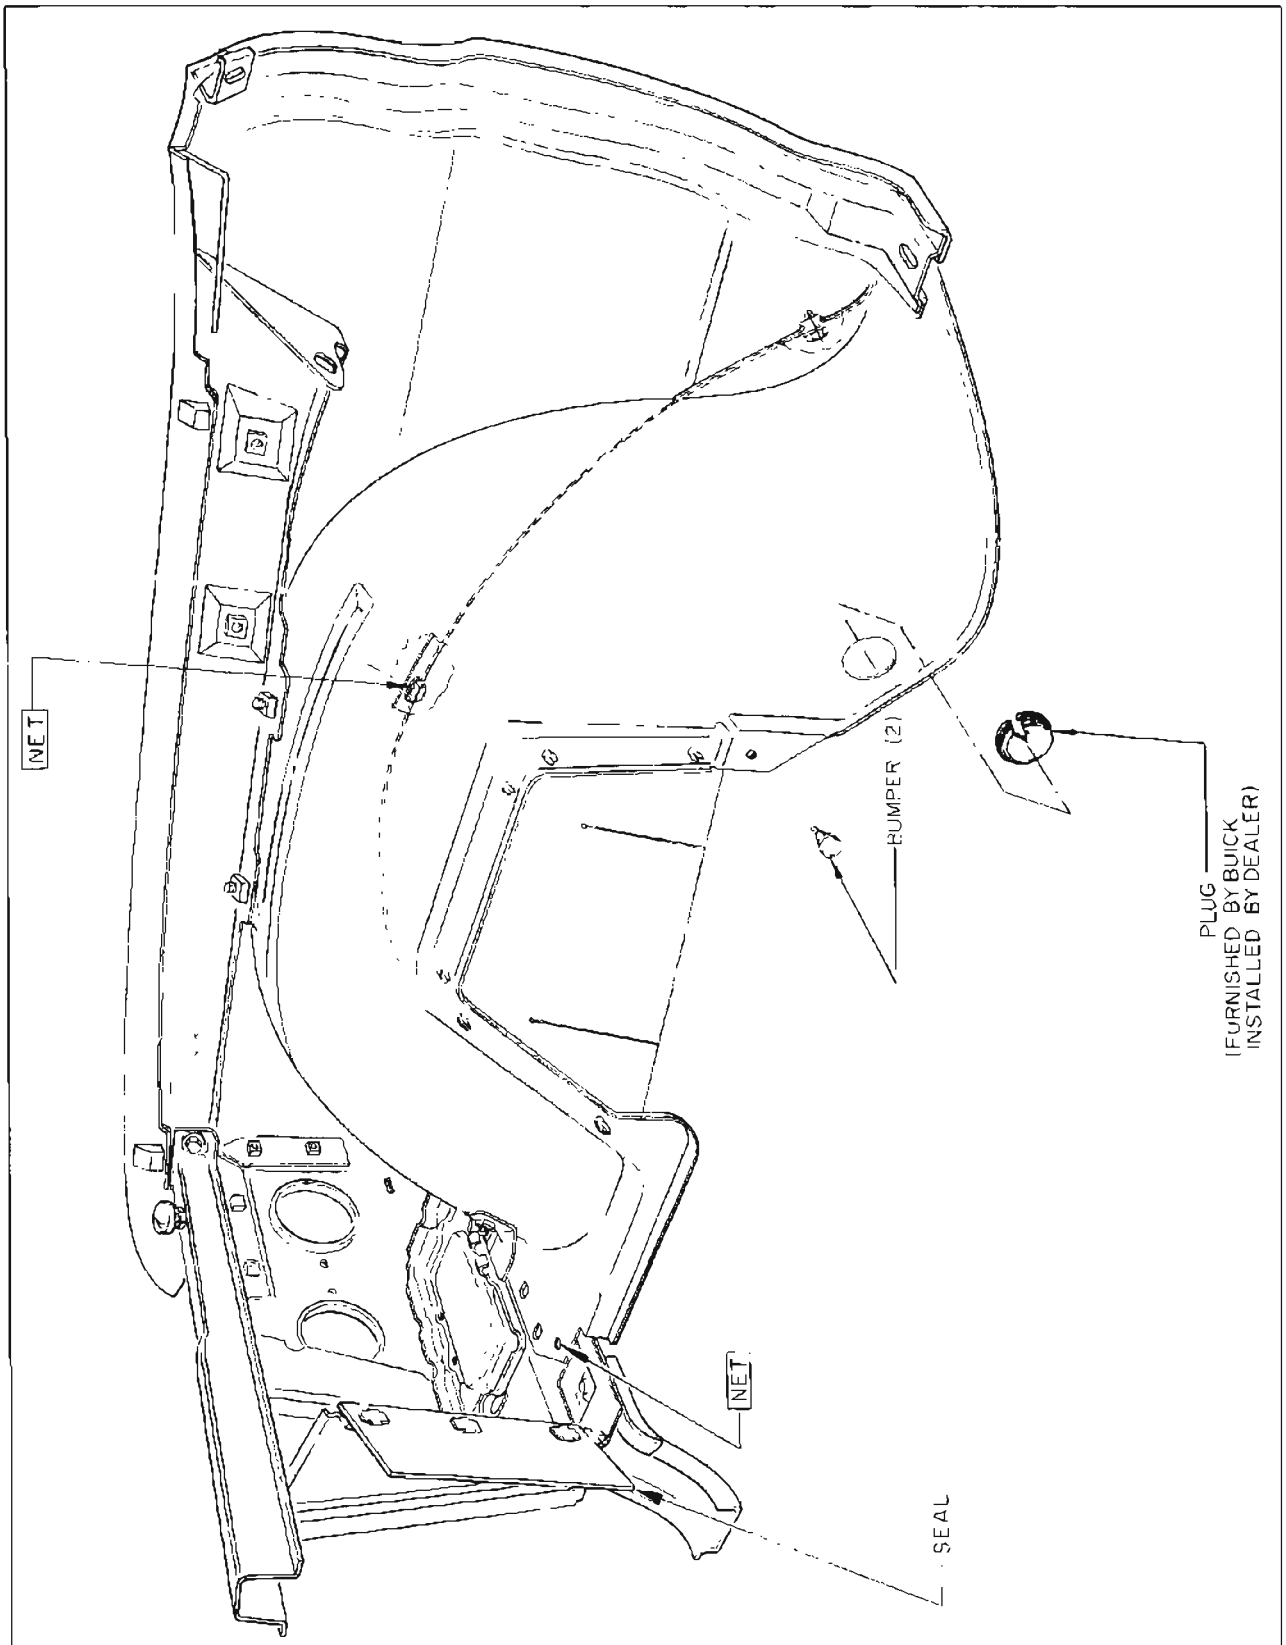 NET
BUMPER (2)
PLUG
(FURNISHED BY BUICK
INSTALLED BY DEALER)
NET
SEAL